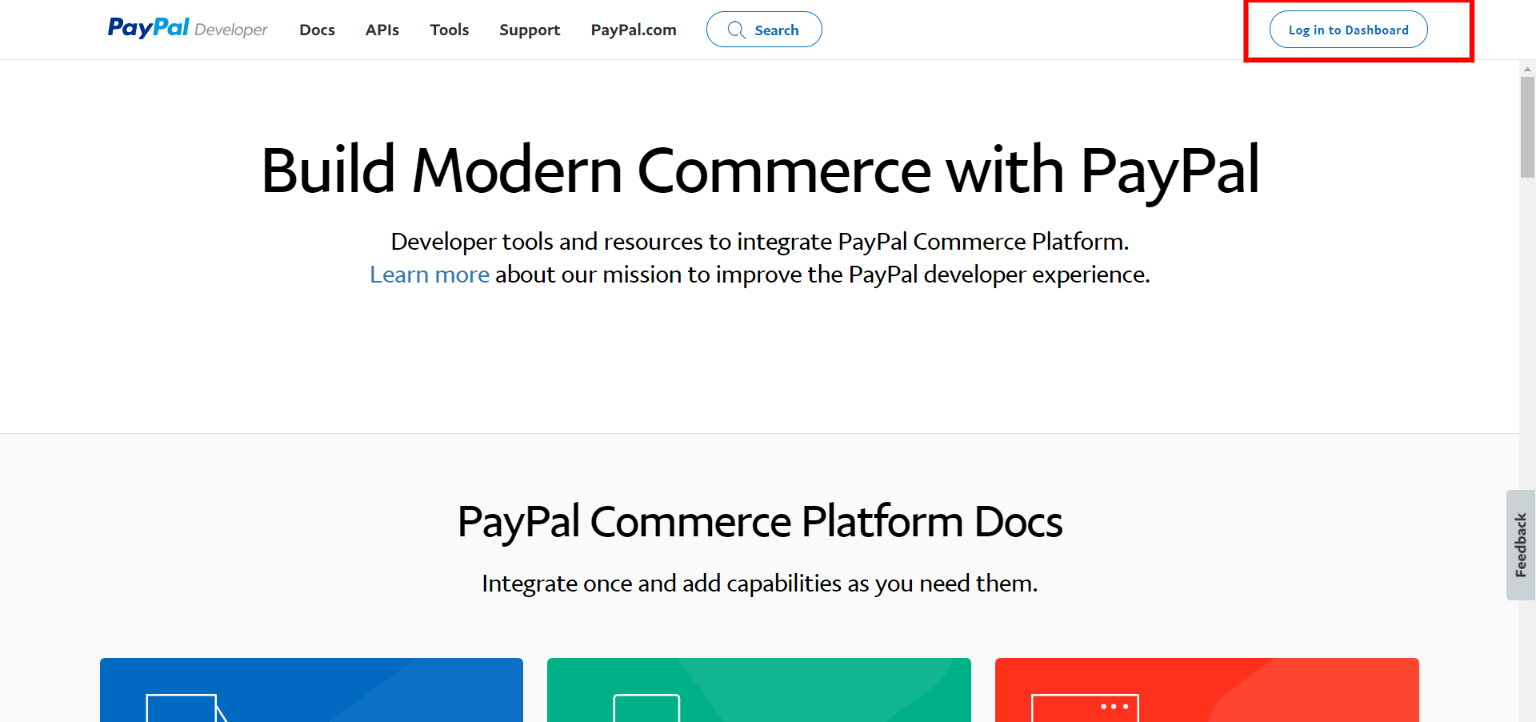 PayPal Developer
Docs
APIs
Tools
Support
PayPal.com
Search
Log in to Dashboard
Build Modern Commerce with PayPal
Developer tools and resources to integrate PayPal Commerce Platform.
Learn more about our mission to improve the PayPal developer experience.
PayPal Commerce Platform Docs
Integrate once and add capabilities as you need them.
Feedback